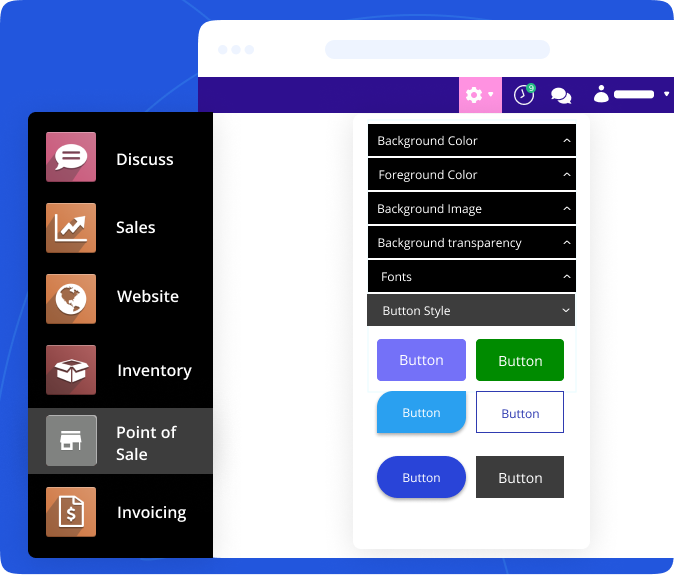 9
Discuss
Sales
Website
Inventory
Point of
Sale
Invoicing
Background Color
Foreground Color
Background Image
Background transparency
Fonts
Button Style
Button Button
Button Button
Button Button